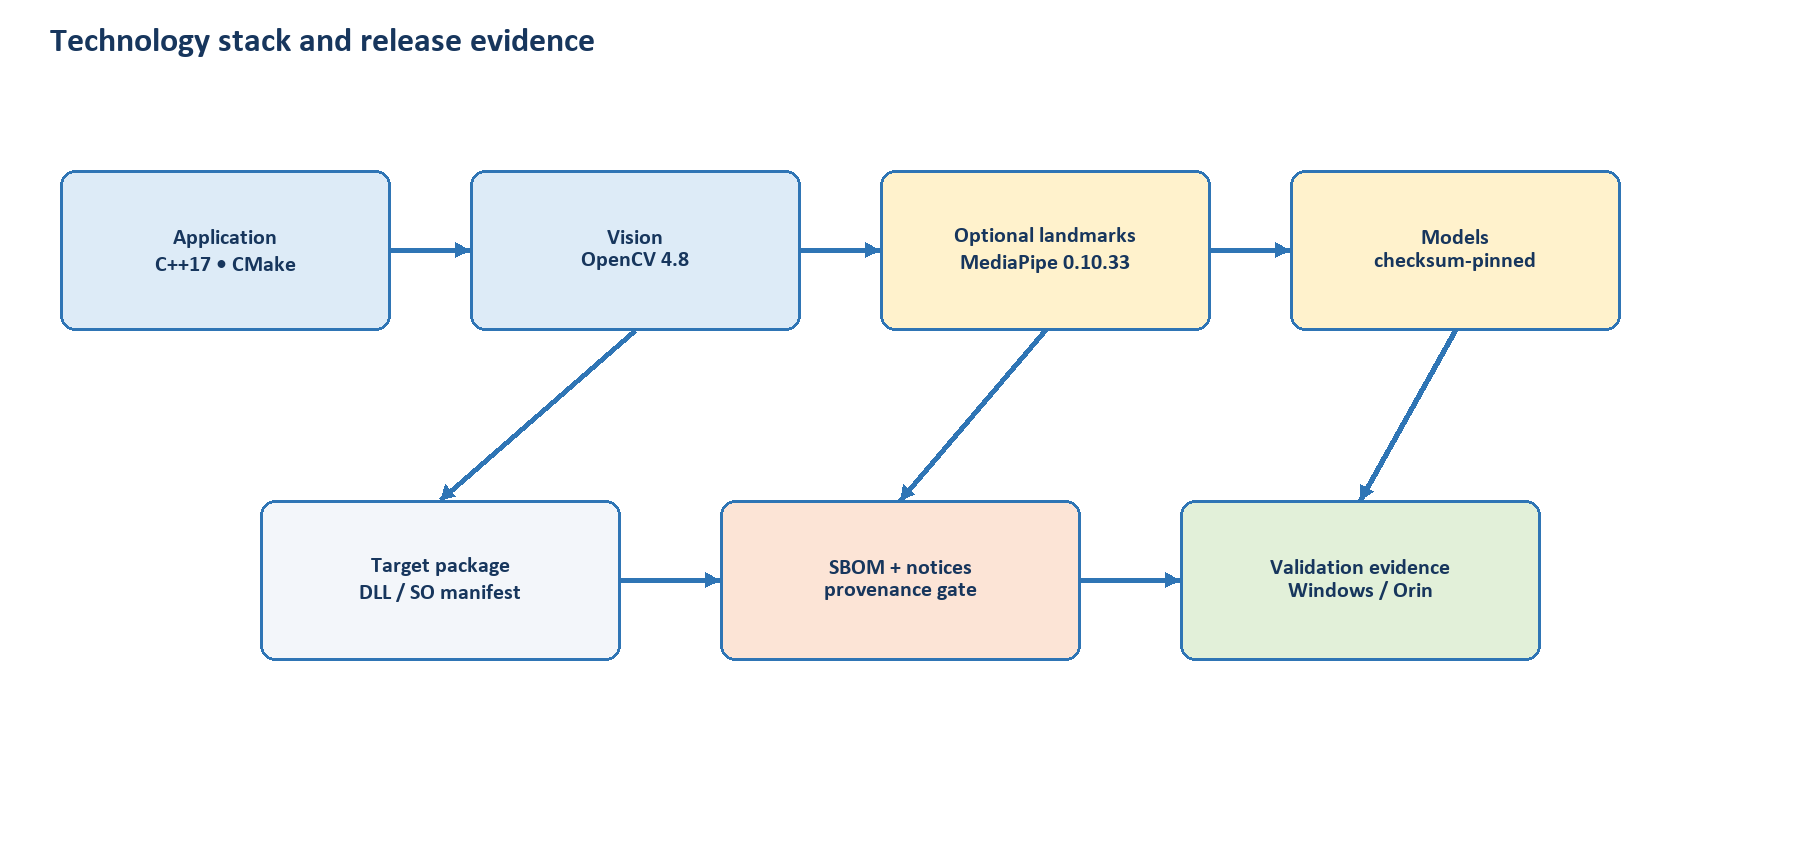 Technology stack and release evidence
Application
C++17 • CMake
Vision
OpenCV 4.8
Optional landmarks
MediaPipe 0.10.33
Models
checksum-pinned
Target package
DLL / SO manifest
SBOM + notices
provenance gate
Validation evidence
Windows / Orin